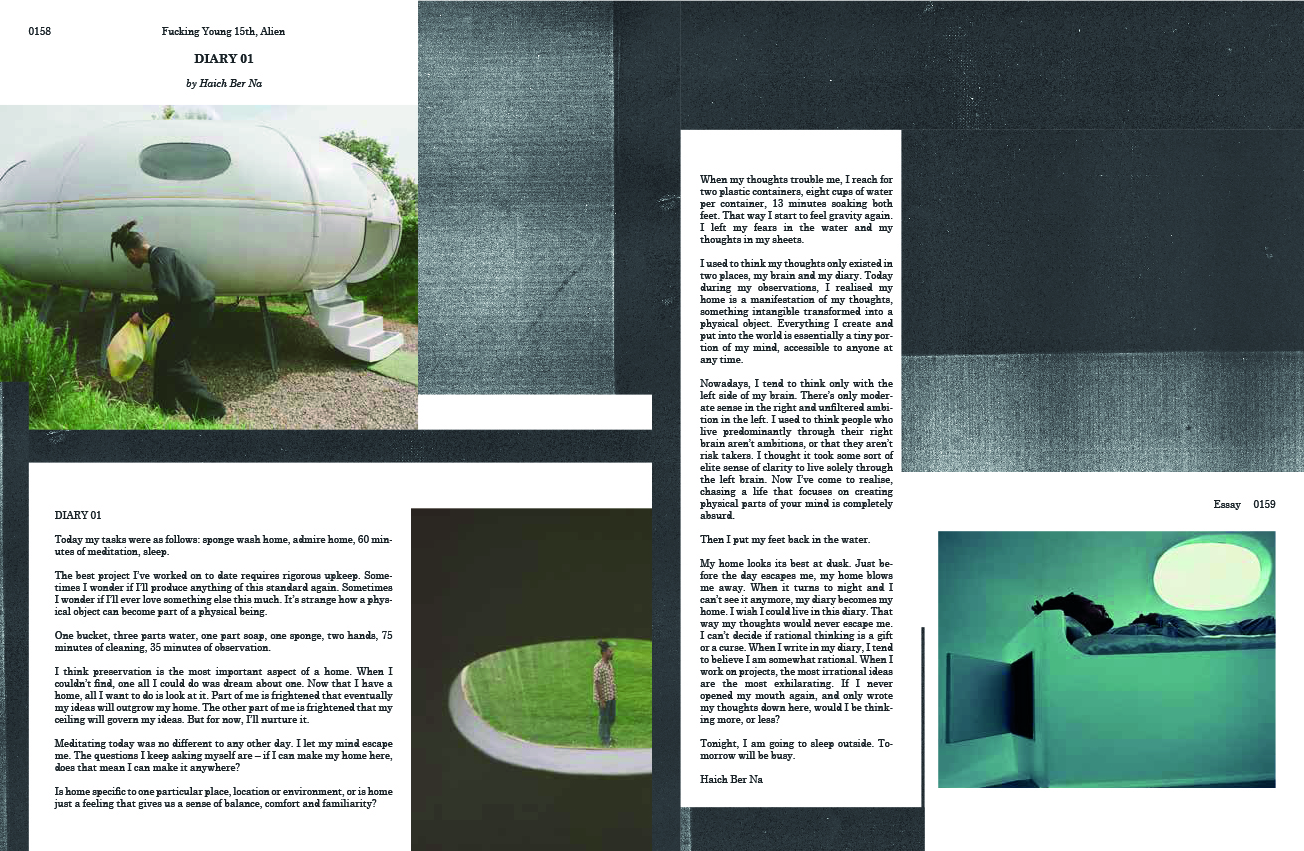 0158
Fucking Young 15th, Alien
DIARY 01
by Haich Ber Na
DIARY 01
Today my tasks were as follows: sponge wash home, admire home, 60 min-
utes of meditation, sleep.
The best project I've worked on to date requires rigorous upkeep. Some-
times I wonder if I'll produce anything of this standard again. Sometimes
I wonder if I'll ever love something else this much. It's strange how a phys-
ical object can become part of a physical being.
One bucket, three parts water, one part soap, one sponge, two hands, 75
minutes of cleaning, 35 minutes of observation.
I think preservation is the most important aspect of a home. When I
couldn't find, one all I could do was dream about one. Now that I have a
home, all I want to do is look at it. Part of me is frightened that eventually
my ideas will outgrow my home. The other part of me is frightened that my
ceiling will govern my ideas. But for now, I'll nurture it.
Meditating today was no different to any other day. I let my mind escape
me. The questions I keep asking myself are – if I can make my home here,
does that mean I can make it anywhere?
Is home specific to one particular place, location or environment, or is home
just a feeling that gives us a sense of balance, comfort and familiarity?
When my thoughts trouble me, I reach for
two plastic containers, eight cups of water
per container, 13 minutes soaking both
feet. That way I start to feel gravity again.
I left my fears in the water and my
thoughts in my sheets.
I used to think my thoughts only existed in
two places, my brain and my diary. Today
during my observations, I realised my
home is a manifestation of my thoughts,
something intangible transformed into a
physical object. Everything I create and
put into the world is essentially a tiny por-
tion of my mind, accessible to anyone at
any time.
Nowadays, I tend to think only with the
left side of my brain. There's only moder-
ate sense in the right and unfiltered ambi-
tion in the left. I used to think people who
live predominantly through their right
brain aren't ambitions, or that they aren't
risk takers. I thought it took some sort of
elite sense of clarity to live solely through
the left brain. Now I've come to realise,
chasing a life that focuses on creating
physical parts of your mind is completely
absurd.
Then I put my feet back in the water.
My home looks its best at dusk. Just be-
fore the day escapes me, my home blows
me away. When it turns to night and I
can't see it anymore, my diary becomes my
home. I wish I could live in this diary. That
way my thoughts would never escape me.
I can't decide if rational thinking is a gift
or a curse. When I write in my diary, I tend
to believe I am somewhat rational. When I
work on projects, the most irrational ideas
are the most exhilarating. If I never
opened my mouth again, and only wrote
my thoughts down here, would I be think-
ing more, or less?
Tonight, I am going to sleep outside. To-
morrow will be busy.
Haich Ber Na
Essay 0159